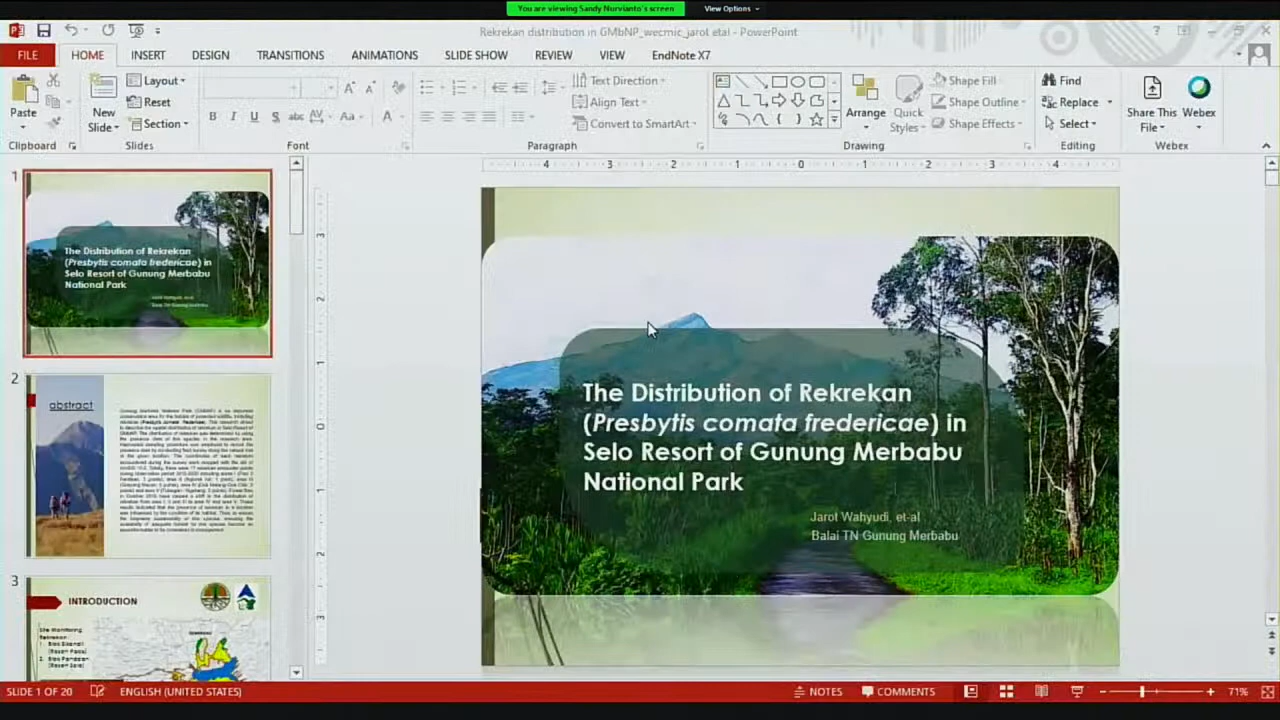 You are viewing Sandy Nurvianto's screen
View Options
Rekrekan distribution in GMbNP_wecmic_jarot etal - PowerPoint
FILE
HOME
INSERT
DESIGN
TRANSITIONS
ANIMATIONS
SLIDE SHOW
REVIEW
VIEW
EndNote X7
Paste
New
Slide
Layout
Reset
Section
Text Direction
Align Text
Convert to SmartArt
Arrange
Quick
Styles
Shape Fill
Shape Outline
Shape Effects
Find
Replace
Select
Share This
File
Webex
Clipboard
Slides
Font
Paragraph
Drawing
Editing
Webex
1
The Distribution of Rekrekan
(Presbytis comata fredericae) in
Selo Resort of Gunung Merbabu
National Park
2
abstract
3
INTRODUCTION
The Distribution of Rekrekan
(Presbytis comata fredericae) in
Selo Resort of Gunung Merbabu
National Park
Jarot Wahyudi, et-al
Balai TN Gunung Merbabu
SLIDE 1 OF 20
ENGLISH (UNITED STATES)
NOTES
COMMENTS
71%